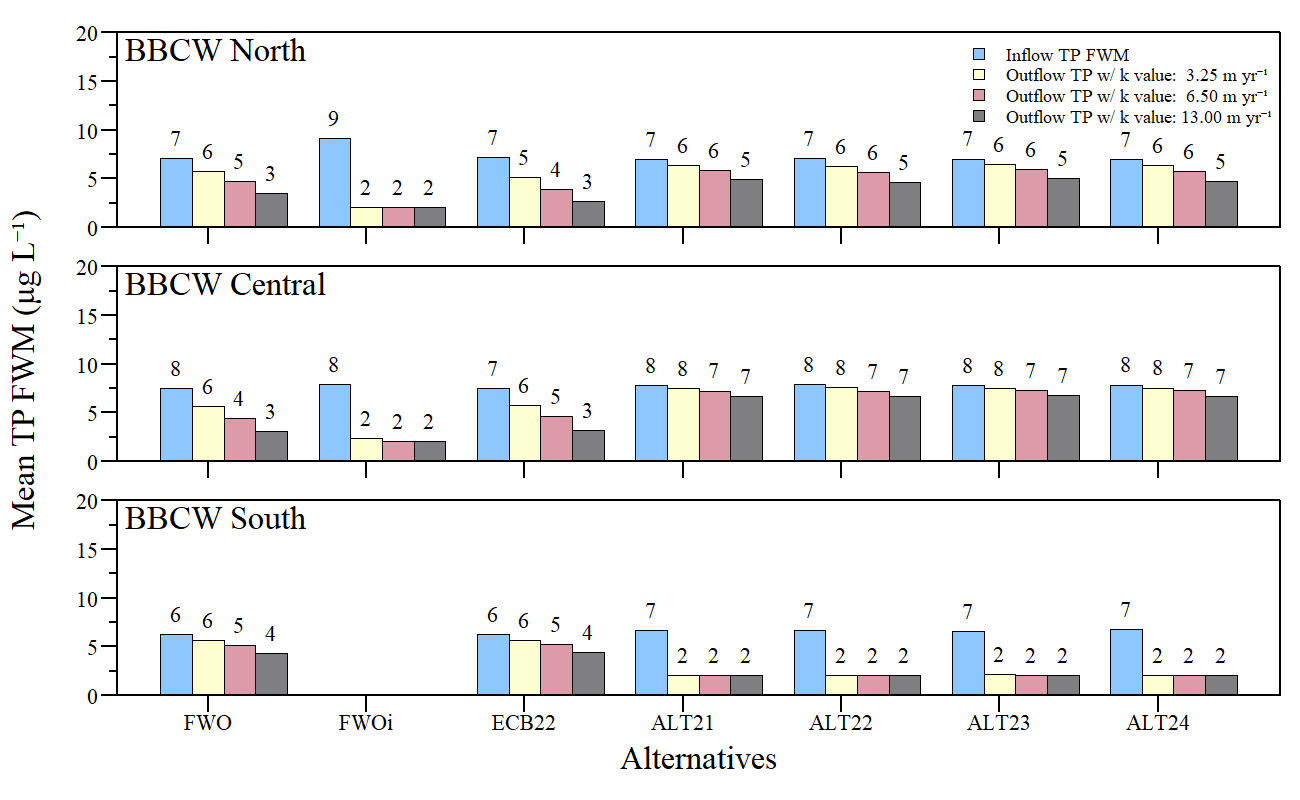 Mean TP FWM (µg L⁻¹)
BBCW North
Inflow TP FWM
Outflow TP w/ k value: 3.25 m yr⁻¹
Outflow TP w/ k value: 6.50 m yr⁻¹
Outflow TP w/ k value: 13.00 m yr⁻¹
20
15
10
5
0
7 6 5 3 9 2 2 2 7 5 4 3 7 6 6 5 7 6 6 5 7 6 6 5 7 6 6 5
BBCW Central
20
15
10
5
0
8 6 4 3 8 2 2 2 7 6 5 3 8 8 7 7 8 8 7 7 8 8 7 7 8 8 7 7
BBCW South
20
15
10
5
0
6 6 5 4 6 6 5 4 7 2 2 2 7 2 2 2 7 2 2 2 7 2 2 2
FWO FWOi ECB22 ALT21 ALT22 ALT23 ALT24
Alternatives